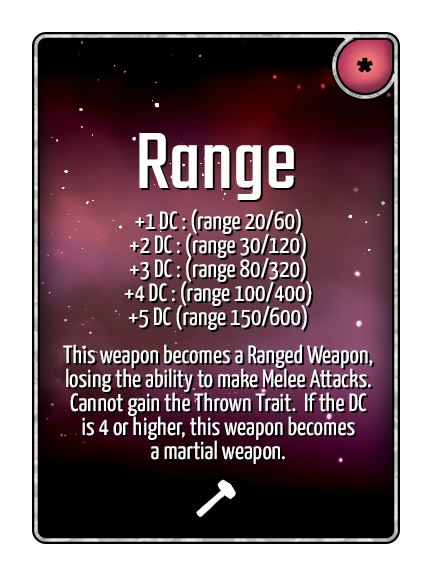 *
Range
+1 DC : (range 20/60)
+2 DC : (range 30/120)
+3 DC : (range 80/320)
+4 DC : (range 100/400)
+5 DC (range 150/600)
This weapon becomes a Ranged Weapon,
losing the ability to make Melee Attacks.
Cannot gain the Thrown Trait.  If the DC
is 4 or higher, this weapon becomes
a martial weapon.